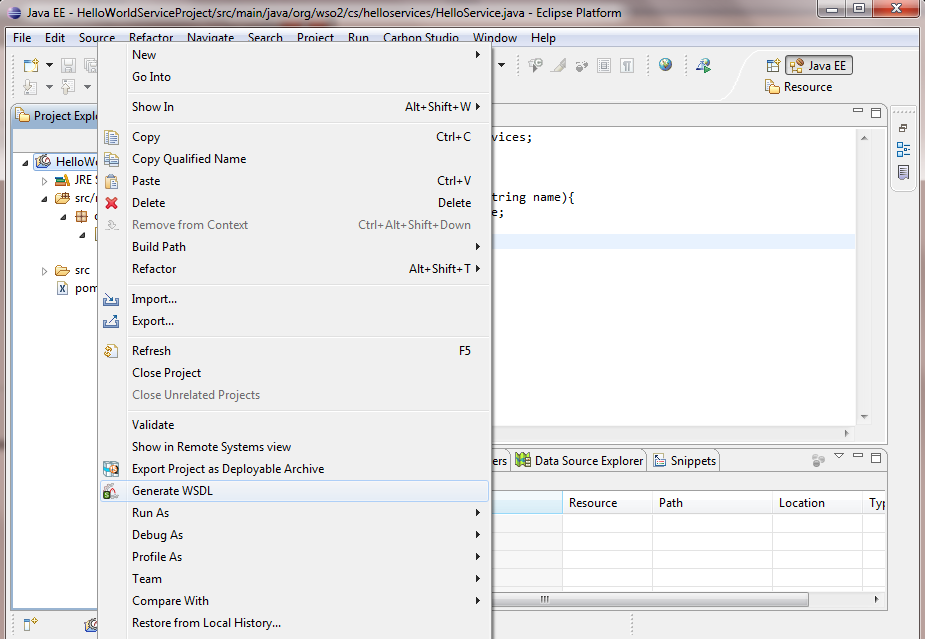 Java EE - HelloWorldServiceProject/src/main/java/org/wso2/cs/helloservices/HelloService.java - Eclipse Platform
File Edit Source Refactor Navigate Search Project Run Carbon Studio Window Help
Java EE
Resource
Project Explo
HelloWo
JRE S
src/r
src
pom
New
Go Into
Show In Alt+Shift+W
Copy Ctrl+C
Copy Qualified Name
Paste Ctrl+V
Delete Delete
Remove from Context Ctrl+Alt+Shift+Down
Build Path
Refactor Alt+Shift+T
Import...
Export...
Refresh F5
Close Project
Close Unrelated Projects
Validate
Show in Remote Systems view
Export Project as Deployable Archive
Generate WSDL
Run As
Debug As
Profile As
Team
Compare With
Restore from Local History...
vices;
tring name){
e;
ers Data Source Explorer Snippets
Resource Path Location Typ